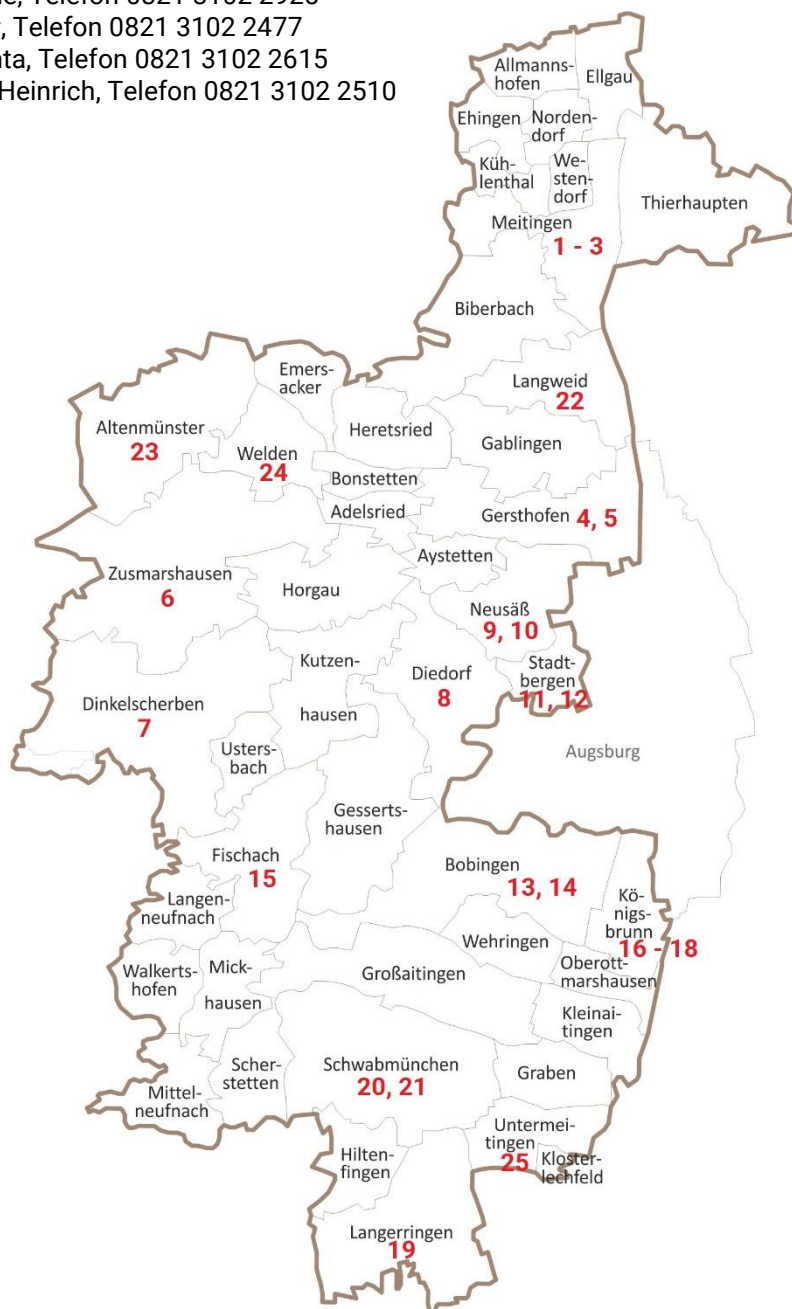 Telefon 0821 3102 2477
Telefon 0821 3102 2615
Heinrich, Telefon 0821 3102 2510
Allmanns-
hofen
Ellgau
Ehingen
Norden-
dorf
Küh-
lenthal
We-
sten-
dorf
Thierhaupten
Meitingen
1 - 3
Biberbach
Emers-
acker
Langweid
22
Altenmünster
23
Heretsried
Gablingen
Welden
24
Bonstetten
Adelsried
Gersthofen 4, 5
Aystetten
Zusmarshausen
6
Horgau
Neusäß
9, 10
Kutzen-
hausen
Diedorf
8
Stadt-
bergen
11, 12
Dinkelscherben
7
Usters-
bach
Augsburg
Gesserts-
hausen
Fischach
15
Bobingen
13, 14
Langen-
neufnach
Kö-
nigs-
brunn
16 - 18
Wehringen
Walkerts-
hofen
Mick-
hausen
Großaitingen
Oberott-
marshausen
Kleinai-
tingen
Scher-
stetten
Schwabmünchen
20, 21
Graben
Mittel-
neufnach
Untermei-
tingen
25
Kloster-
lechfeld
Hilten-
fingen
Langerringen
19